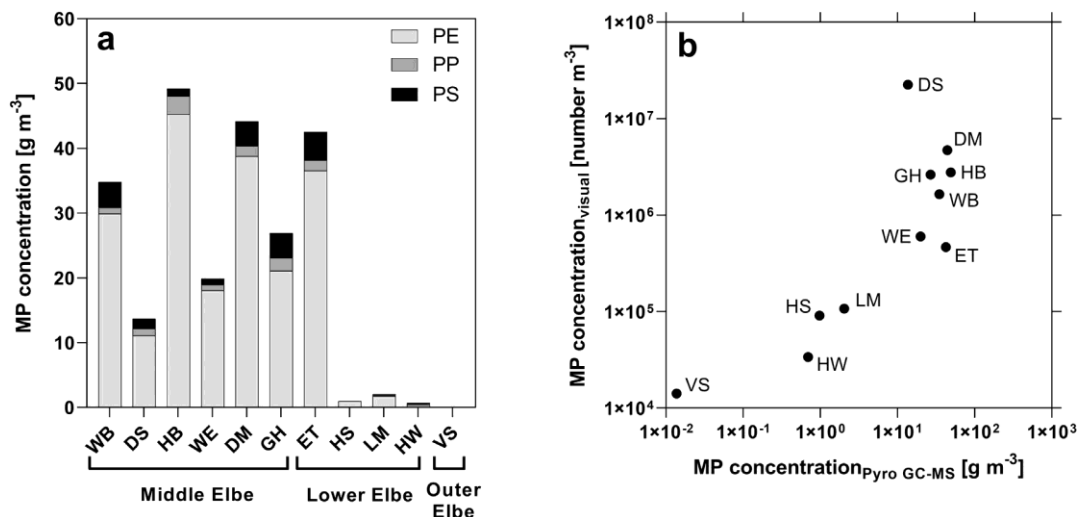 a
MP concentration [g m⁻³]
60
50
40
30
20
10
0
PE
PP
PS
WB DS HB WE DM GH ET HS LM HW VS
Middle Elbe Lower Elbe Outer
Elbe
b
MP concentration_visual [number m⁻³]
1×10⁸
1×10⁷
1×10⁶
1×10⁵
1×10⁴
DS
DM
GH HB
WB
WE
ET
HS LM
HW
VS
1×10⁻² 1×10⁻¹ 1×10⁰ 1×10¹ 1×10² 1×10³
MP concentration_Pyro GC-MS [g m⁻³]